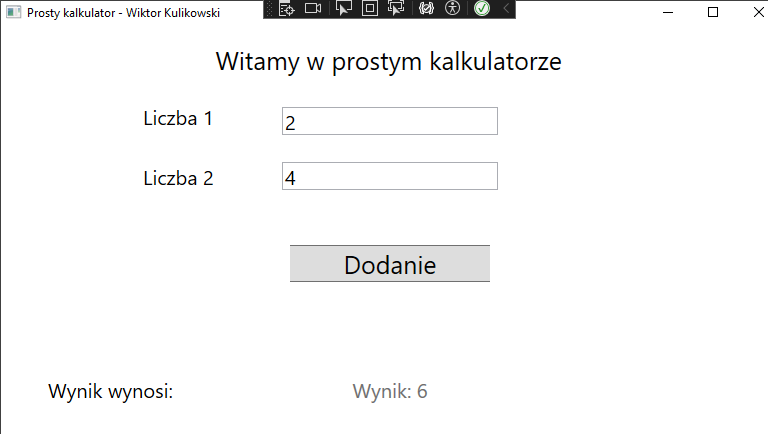 Prosty kalkulator - Wiktor Kulikowski
Witamy w prostym kalkulatorze
Liczba 1 2
Liczba 2 4
Dodanie
Wynik wynosi: Wynik: 6